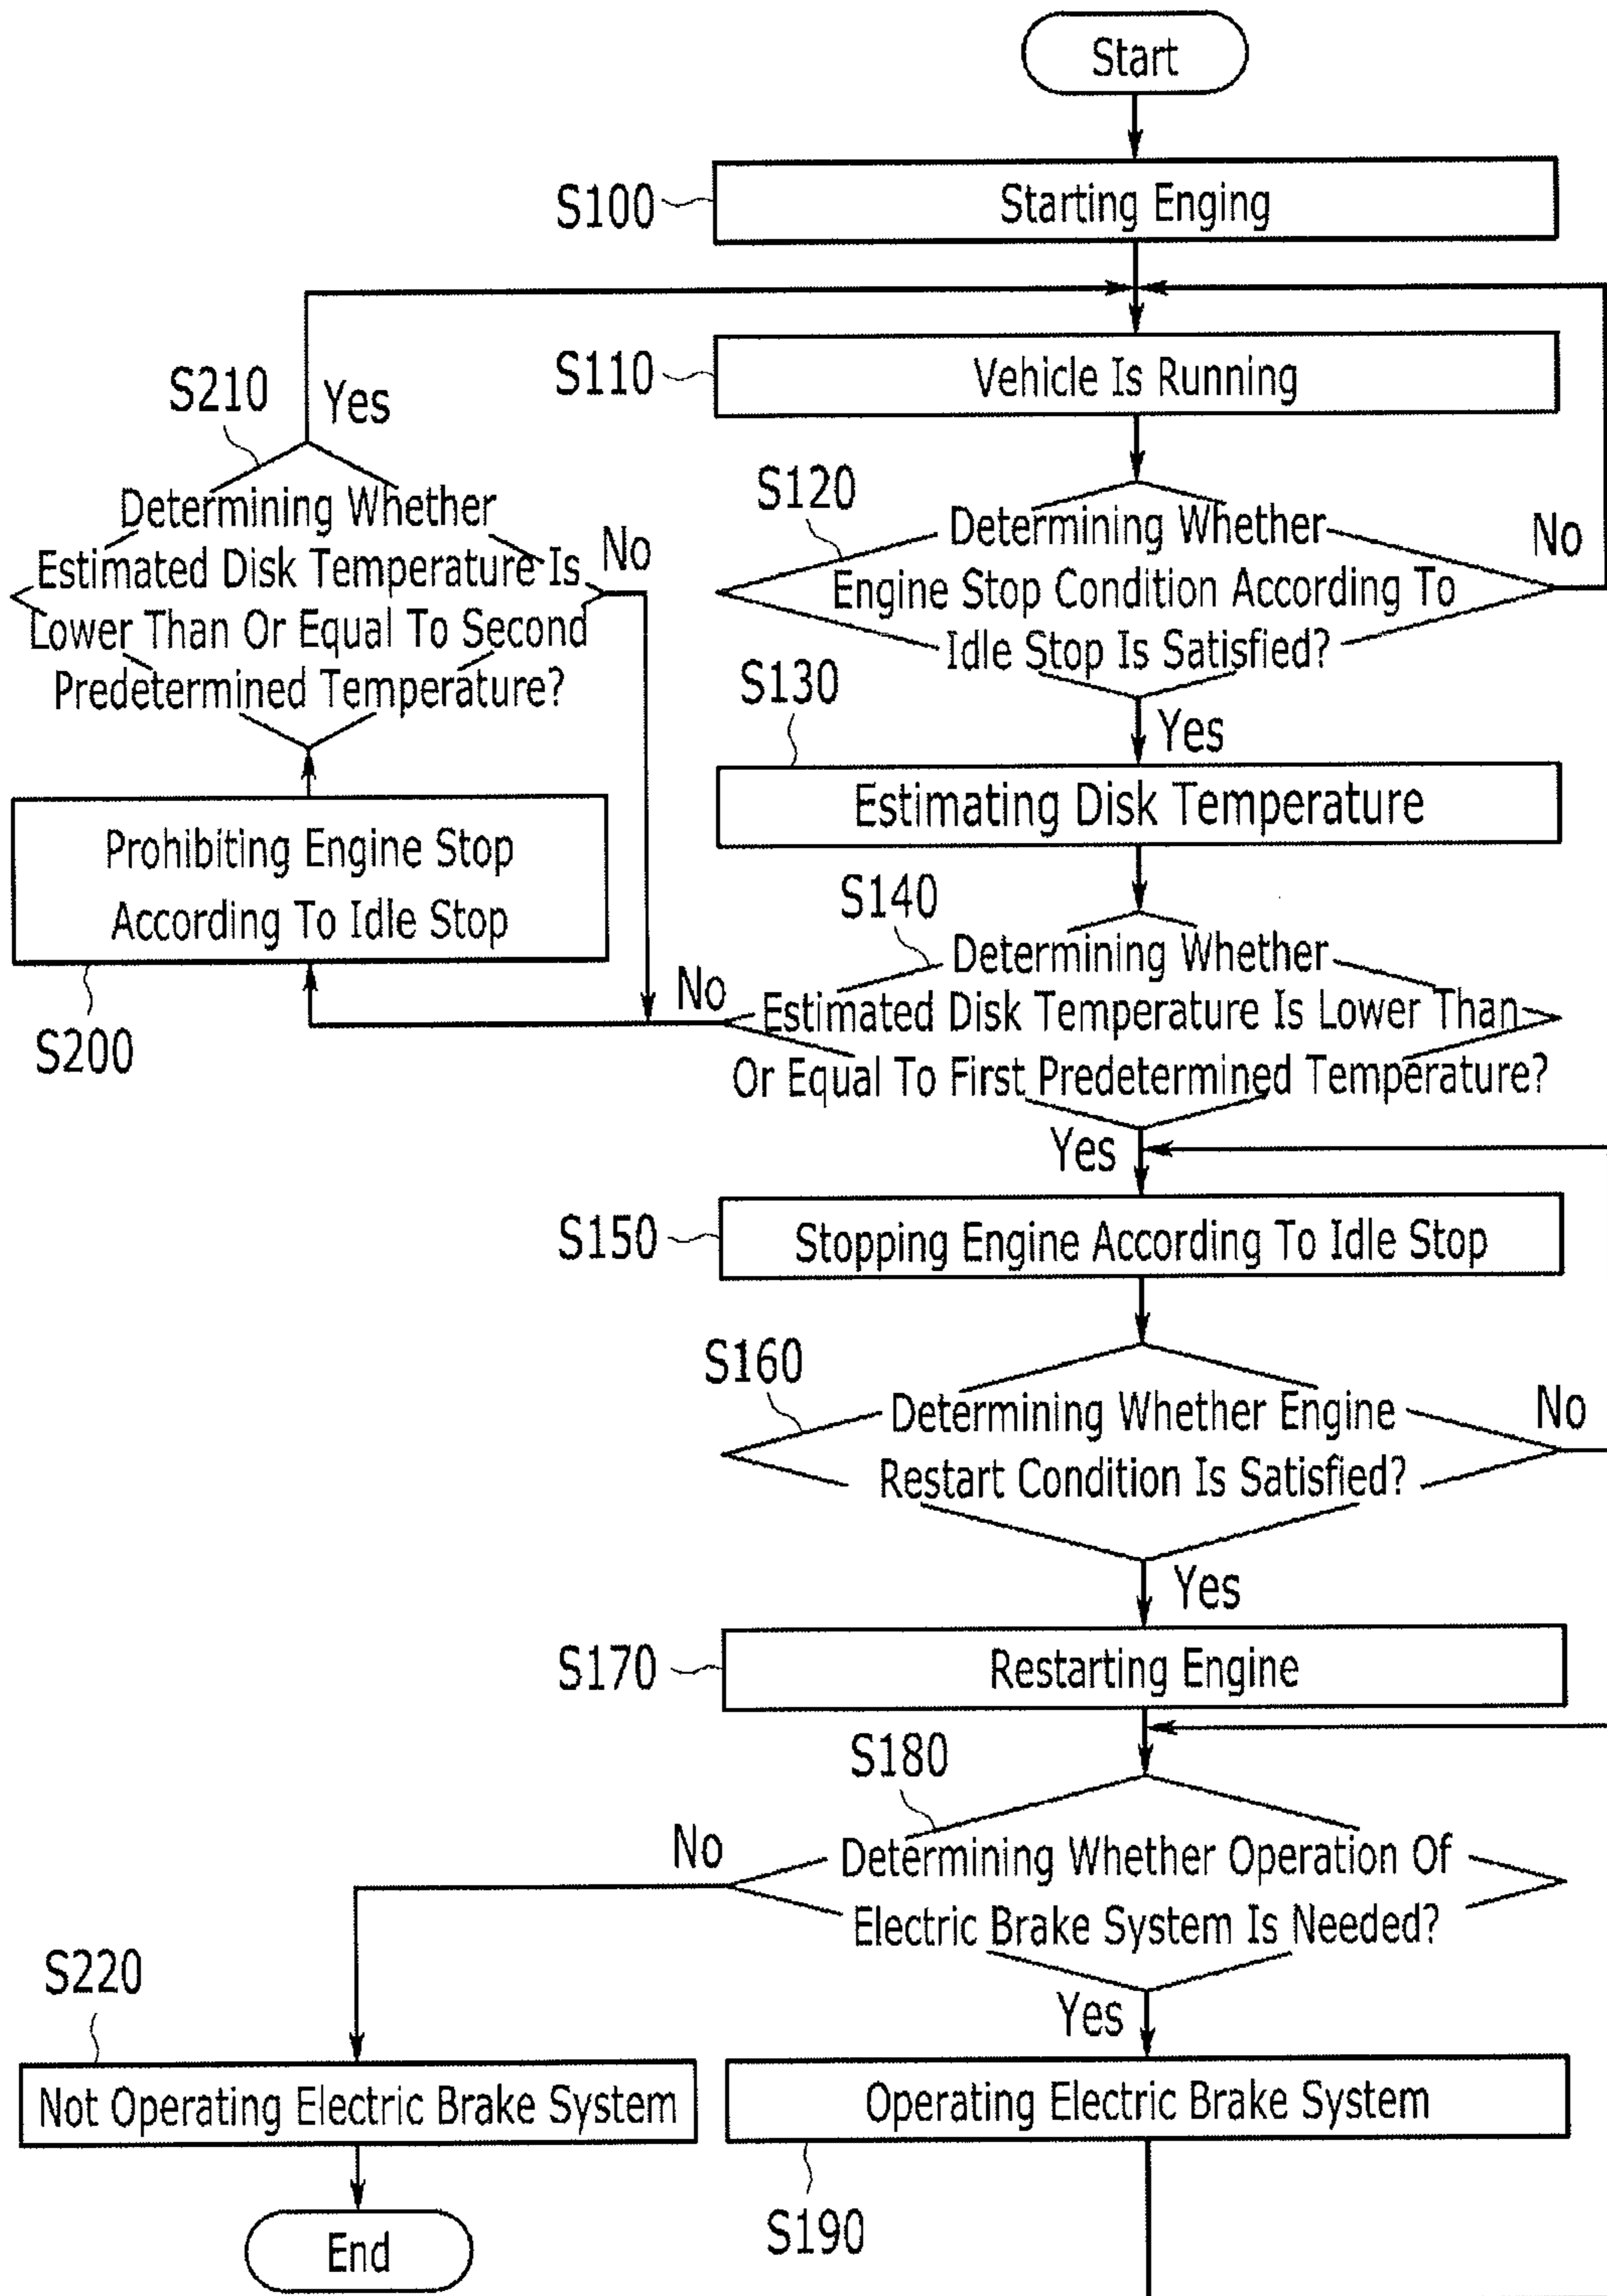 Start
S100
Starting Enging
S110
Vehicle Is Running
S210
Yes
Determining Whether
Estimated Disk Temperature Is
Lower Than Or Equal To Second
Predetermined Temperature?
No
S120
Determining Whether
Engine Stop Condition According To
Idle Stop Is Satisfied?
No
Yes
S130
Estimating Disk Temperature
Prohibiting Engine Stop
According To Idle Stop
S200
S140
Determining Whether
Estimated Disk Temperature Is Lower Than
Or Equal To First Predetermined Temperature?
No
Yes
S150
Stopping Engine According To Idle Stop
S160
Determining Whether Engine
Restart Condition Is Satisfied?
No
Yes
S170
Restarting Engine
S180
Determining Whether Operation Of
Electric Brake System Is Needed?
No
Yes
S220
Not Operating Electric Brake System
Operating Electric Brake System
S190
End